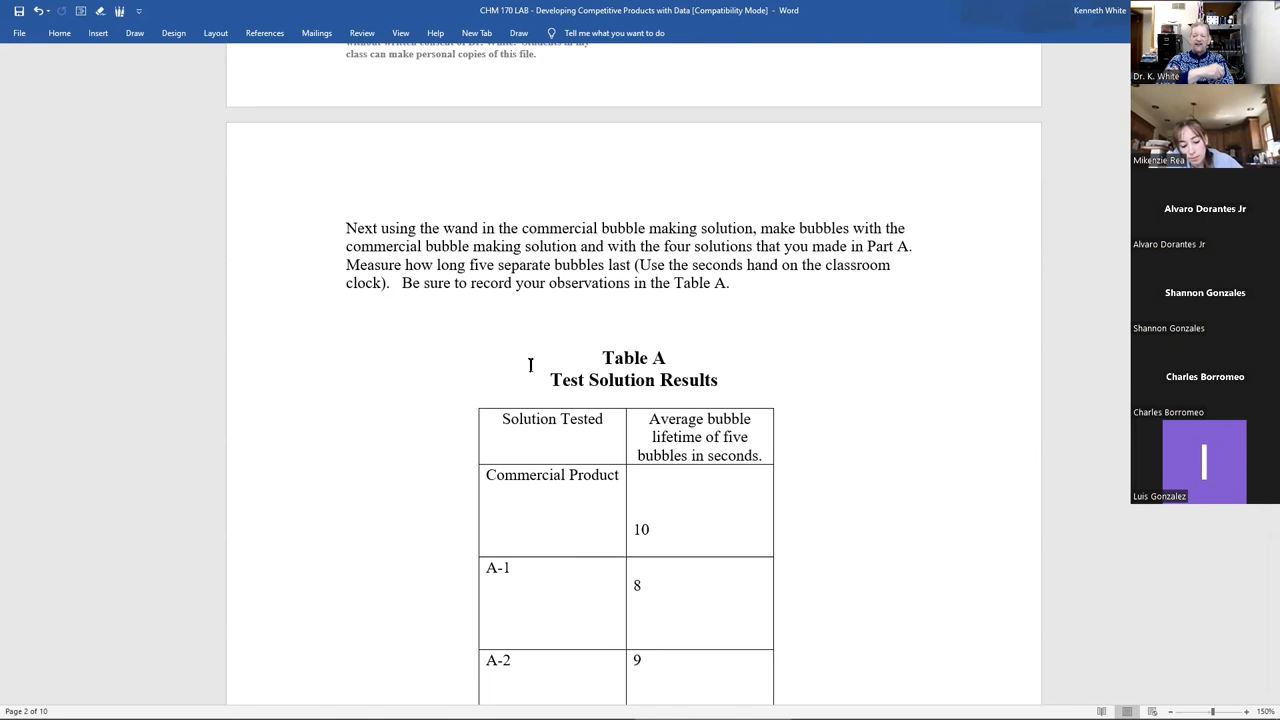 CHM 170 LAB - Developing Competitive Products with Data [Compatibility Mode] - Word
Kenneth White
File Home Insert Draw Design Layout References Mailings Review View Help New Tab Draw Tell me what you want to do
class can make personal copies of this file.
Next using the wand in the commercial bubble making solution, make bubbles with the
commercial bubble making solution and with the four solutions that you made in Part A.
Measure how long five separate bubbles last (Use the seconds hand on the classroom
clock). Be sure to record your observations in the Table A.
Table A
Test Solution Results
Solution Tested
Average bubble
lifetime of five
bubbles in seconds.
Commercial Product
10
A-1
8
A-2
9
Dr. K. White
Mikenzie Rea
Alvaro Dorantes Jr
Alvaro Dorantes Jr
Shannon Gonzales
Shannon Gonzales
Charles Borromeo
Charles Borromeo
I
Luis Gonzalez
Page 2 of 10
150%